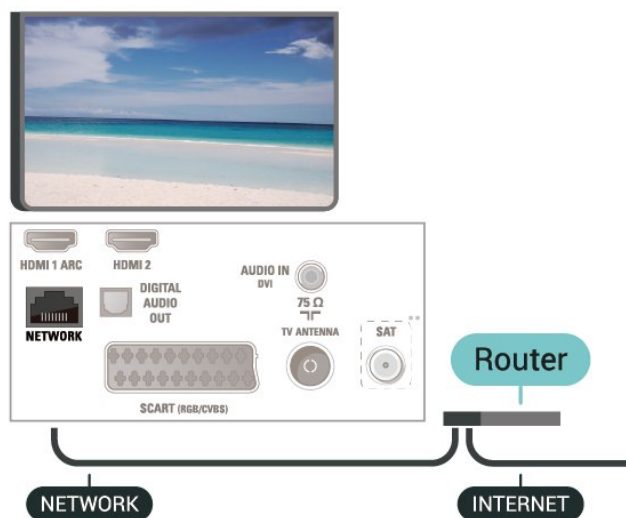 HDMI 1 ARC
HDMI 2
NETWORK
DIGITAL
AUDIO
OUT
AUDIO IN
DVI
75 Ω
TV ANTENNA
SAT
**
SCART (RGB/CVBS)
Router
NETWORK
INTERNET